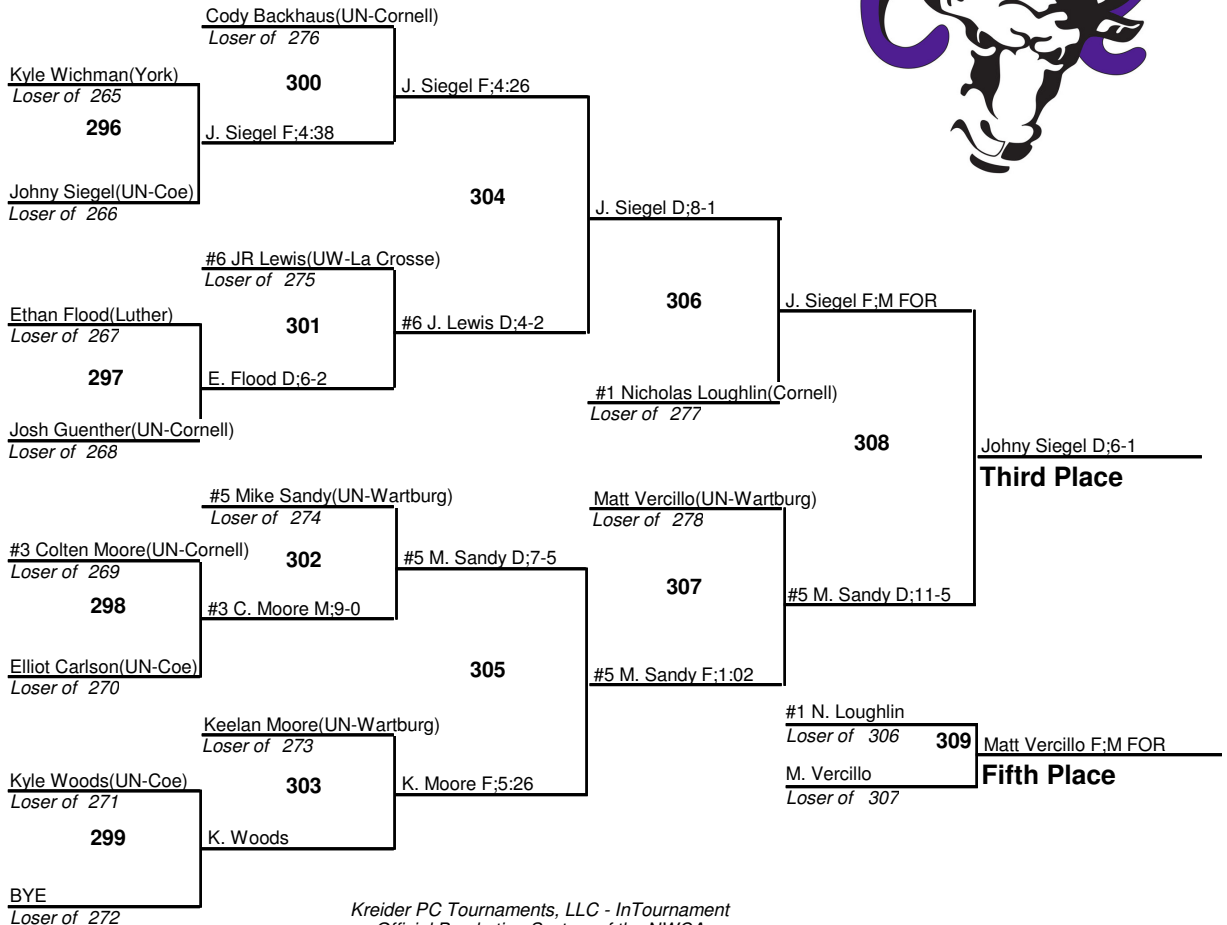 Cody Backhaus(UN-Cornell)
Loser of 276
Kyle Wichman(York)
Loser of 265
300
J. Siegel F;4:26
296
J. Siegel F;4:38
Johny Siegel(UN-Coe)
Loser of 266
304
J. Siegel D;8-1
#6 JR Lewis(UW-La Crosse)
Loser of 275
Ethan Flood(Luther)
Loser of 267
301
#6 J. Lewis D;4-2
306
J. Siegel F;M FOR
297
E. Flood D;6-2
#1 Nicholas Loughlin(Cornell)
Loser of 277
Josh Guenther(UN-Cornell)
Loser of 268
308
Johny Siegel D;6-1
Third Place
#5 Mike Sandy(UN-Wartburg)
Loser of 274
Matt Vercillo(UN-Wartburg)
Loser of 278
#3 Colten Moore(UN-Cornell)
Loser of 269
302
#5 M. Sandy D;7-5
298
#3 C. Moore M;9-0
307
#5 M. Sandy D;11-5
Elliot Carlson(UN-Coe)
Loser of 270
305
#5 M. Sandy F;1:02
Keelan Moore(UN-Wartburg)
Loser of 273
#1 N. Loughlin
Loser of 306
309
Matt Vercillo F;M FOR
Fifth Place
Kyle Woods(UN-Coe)
Loser of 271
303
K. Moore F;5:26
M. Vercillo
Loser of 307
299
K. Woods
BYE
Loser of 272
Kreider PC Tournaments, LLC - InTournament